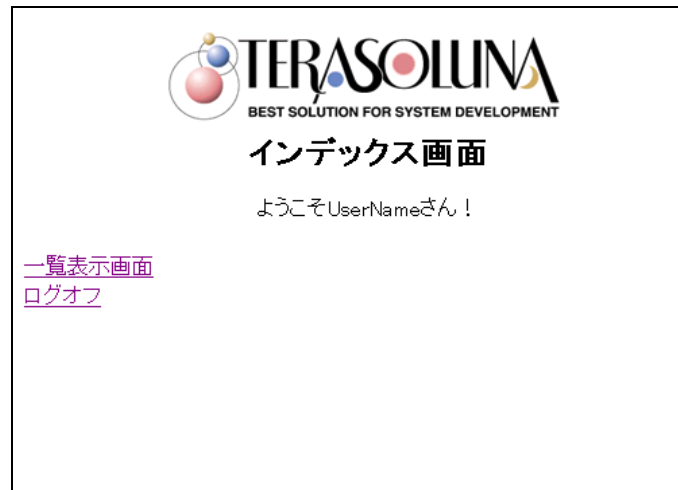 TERASOLUNA
BEST SOLUTION FOR SYSTEM DEVELOPMENT
インデックス画面
ようこそUserNameさん！
一覧表示画面
ログオフ